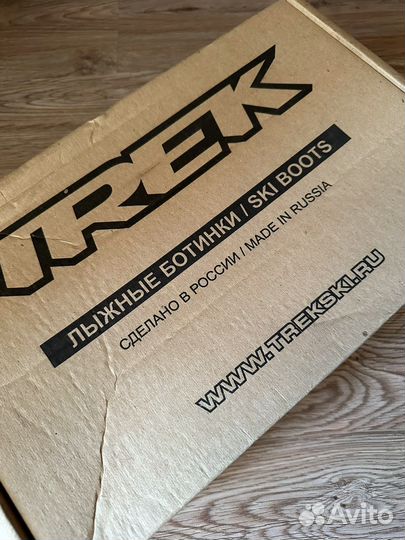 TREK
ЛЫЖНЫЕ БОТИНКИ / SKI BOOTS
СДЕЛАНО В РОССИИ / MADE IN RUSSIA
WWW.TREKSKI.RU
Avito